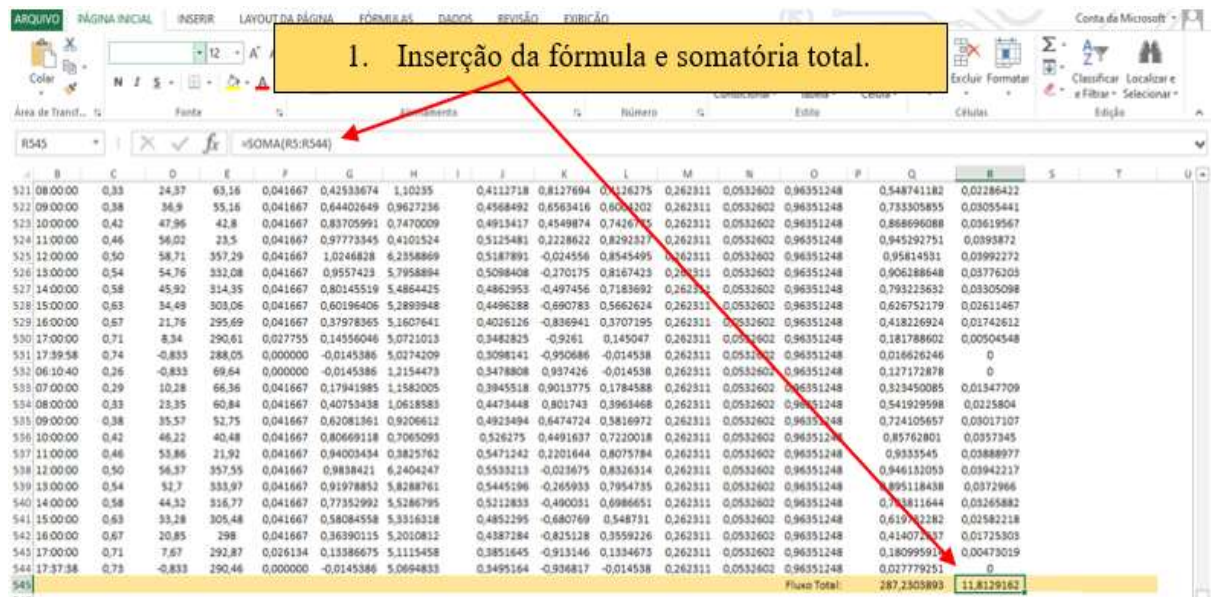 ARQUIVO PÁGINA INICIAL INSERIR LAYOUT DA PÁGINA FÓRMULAS DADOS REVISÃO EXIBIÇÃO Conta da Microsoft
1. Inserção da fórmula e somatória total.
Colar
12
N I S
Excluir Formatar
Classificar e Filtrar
Localizar e Selecionar
Área de Transf... Fonte Número Estilo Células Edição
R545 fx =SOMA(R5:R544)
B C D E F G H I J K L M N O P Q R S T U
521 08:00:00 0,33 24,37 63,16 0,041667 0,42533674 1,10235 0,4112718 0,8127694 0,4126275 0,262311 0,0532602 0,96351248 0,548741182 0,02286422
522 09:00:00 0,38 36,9 55,16 0,041667 0,64402649 0,9627236 0,4568492 0,6563416 0,6004202 0,262311 0,0532602 0,96351248 0,733305855 0,03055441
523 10:00:00 0,42 47,96 42,8 0,041667 0,83705991 0,7470009 0,4913417 0,4549874 0,262311 0,0532602 0,96351248 0,868696088 0,03619567
524 11:00:00 0,46 56,02 23,5 0,041667 0,97773345 0,4101524 0,5125481 0,2228622 0,8292327 0,262311 0,0532602 0,96351248 0,945292751 0,0393872
525 12:00:00 0,50 58,71 357,29 0,041667 1,0246828 6,2358869 0,5187891 -0,024556 0,8545495 0,262311 0,0532602 0,96351248 0,95814531 0,03992272
526 13:00:00 0,54 54,76 332,08 0,041667 0,9557423 5,7958894 0,5098408 -0,270175 0,8167423 0,262311 0,0532602 0,96351248 0,906288648 0,03776203
527 14:00:00 0,58 45,92 314,35 0,041667 0,80145519 5,4864425 0,4862953 -0,497456 0,7183692 0,262311 0,0532602 0,96351248 0,793223632 0,03305098
528 15:00:00 0,63 34,49 303,06 0,041667 0,60196406 5,2893948 0,4496288 -0,690783 0,5662624 0,262311 0,0532602 0,96351248 0,626752179 0,02611467
529 16:00:00 0,67 21,76 295,69 0,041667 0,37978365 5,1607641 0,4026126 -0,836941 0,3707195 0,262311 0,0532602 0,96351248 0,418226924 0,01742612
530 17:00:00 0,71 8,34 290,61 0,027755 0,14556046 5,0721013 0,3482825 -0,9261 0,145047 0,262311 0,0532602 0,96351248 0,181788602 0,00504548
531 17:39:58 0,74 -0,833 288,05 0,000000 -0,0145386 5,0274209 0,3098141 -0,950686 -0,014538 0,262311 0,0532602 0,96351248 0,016626246 0
532 06:10:40 0,26 -0,833 69,64 0,000000 -0,0145386 1,2154473 0,3478808 0,937426 -0,014538 0,262311 0,0532602 0,96351248 0,127172878 0
533 07:00:00 0,29 10,28 66,36 0,041667 0,17941985 1,1582005 0,3945518 0,9013775 0,1784588 0,262311 0,0532602 0,96351248 0,323450085 0,01347709
534 08:00:00 0,33 23,35 60,84 0,041667 0,40753438 1,0618583 0,4473448 0,801743 0,3963468 0,262311 0,0532602 0,96351248 0,541929598 0,0225804
535 09:00:00 0,38 35,57 52,75 0,041667 0,62081361 0,9206612 0,4923494 0,6474724 0,5816972 0,262311 0,0532602 0,96351248 0,724105657 0,03017107
536 10:00:00 0,42 46,22 40,48 0,041667 0,80669118 0,7065093 0,526275 0,4491637 0,7220018 0,262311 0,0532602 0,96351248 0,85762801 0,0357345
537 11:00:00 0,46 53,86 21,92 0,041667 0,94003434 0,3825762 0,5471242 0,2201644 0,8075784 0,262311 0,0532602 0,96351248 0,9333545 0,03888977
538 12:00:00 0,50 56,37 357,55 0,041667 0,9838421 6,2404247 0,5533213 -0,023675 0,8326314 0,262311 0,0532602 0,96351248 0,946132053 0,03942217
539 13:00:00 0,54 52,7 333,97 0,041667 0,91978852 5,8288761 0,5445196 -0,265933 0,7954735 0,262311 0,0532602 0,96351248 0,895118438 0,0372966
540 14:00:00 0,58 44,32 316,77 0,041667 0,77352992 5,5286795 0,5212833 -0,490031 0,6986651 0,262311 0,0532602 0,96351248 0,03265882
541 15:00:00 0,63 33,28 305,48 0,041667 0,58084558 5,3316318 0,4852295 -0,680769 0,548731 0,262311 0,0532602 0,96351248 0,02582218
542 16:00:00 0,67 20,85 298 0,041667 0,36390115 5,2010812 0,4387284 -0,825128 0,3559226 0,262311 0,0532602 0,96351248 0,01725303
543 17:00:00 0,71 7,67 292,87 0,026134 0,13386675 5,1115458 0,3851645 -0,913146 0,1334673 0,262311 0,0532602 0,96351248 0,00473019
544 17:37:38 0,73 -0,833 290,46 0,000000 -0,0145386 5,0694833 0,3495164 -0,936817 -0,014538 0,262311 0,0532602 0,96351248 0,027779251 0
545 Fluxo Total: 287,2303893 11,8129162